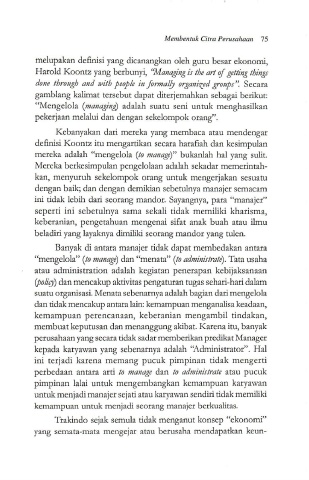 Membentuk Citra Perusahaan 75
melupakan definisi yang dicanangkan oleh guru besar ekonomi,
Harold Koontz yang berbunyi, "Managing is the art of getting things
done through and with people in formally organized groups". Secara
gamblang kalimat tersebut dapat diterjemahkan sebagai berikut:
"Mengelola (managing) adalah suatu seni untuk menghasilkan
pekerjaan melalui dan dengan sekelompok orang".
Kebanyakan dari mereka yang membaca atau mendengar
definisi Koontz itu mengartikan secara harafiah dan kesimpulan
mereka adalah "mengelola (to manage)" bukanlah hal yang sulit.
Mereka berkesimpulan pengelolaan adalah sekadar memerintah-
kan, menyuruh sekelompok orang untuk mengerjakan sesuatu
dengan baik; dan dengan demikian sebetulnya manajer semacam
ini tidak lebih dari seorang mandor. Sayangnya, para "manajer"
seperti ini sebetulnya sama sekali tidak memiliki kharisma,
keberanian, pengetahuan mengenai sifat anak buah atau ilmu
beladiri yang layaknya dimiliki seorang mandor yang tulen.
Banyak di antara manajer tidak dapat membedakan antara
"mengelola" (to manage) dan "menata" (to administrate). Tata usaha
atau administration adalah kegiatan penerapan kebijaksanaan
(policy) dan mencakup aktivitas pengaturan tugas sehari-hari dalam
suatu organisasi. Menata sebenarnya adalah bagian dari mengelola
dan tidak mencakup antara lain: kemampuan menganalisa keadaan,
kemampuan perencanaan, keberanian mengambil tindakan,
membuat keputusan dan menanggung akibat. Karena itu, banyak
perusahaan yang secara tidak sadar memberikan predikat Manager
kepada karyawan yang sebenarnya adalah "Administrator". Hal
ini terjadi karena memang pucuk pimpinan tidak mengerti
perbedaan antara arti to manage dan to administrate atau pucuk
pimpinan lalai untuk mengembangkan kemampuan karyawan
untuk menjadi manajer sejati atau karyawan sendiri tidak memiliki
kemampuan untuk menjadi seorang manajer berkualitas.
Trakindo sejak semula tidak menganut konsep "ekonomi"
yang semata-mata mengejar atau berusaha mendapatkan keun-